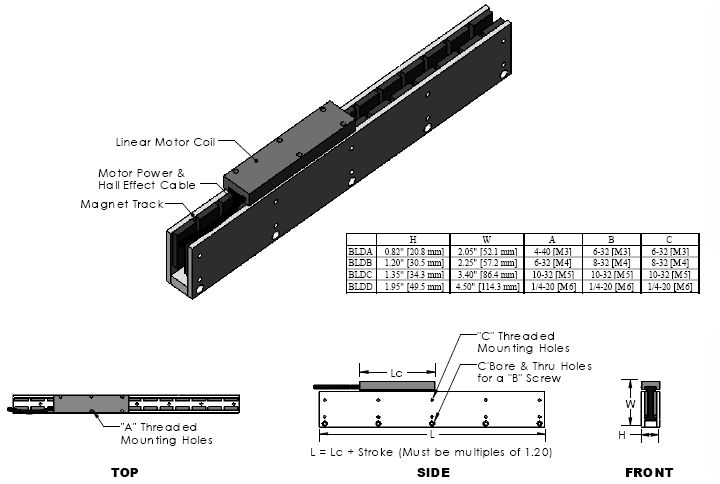 Linear Motor Coil
Motor Power &
Hall Effect Cable
Magnet Track
H W A B C
BLDA 0.82" [20.8 mm] 2.05" [52.1 mm] 4-40 [M3] 6-32 [M3] 6-32 [M3]
BLDB 1.20" [30.5 mm] 2.25" [57.2 mm] 6-32 [M4] 8-32 [M4] 8-32 [M4]
BLDC 1.35" [34.3 mm] 3.40" [86.4 mm] 10-32 [M5] 10-32 [M5] 10-32 [M5]
BLDD 1.95" [49.5 mm] 4.50" [114.3 mm] 1/4-20 [M6] 1/4-20 [M6] 1/4-20 [M6]
"C" Threaded
Mounting Holes
C'Bore & Thru Holes
for a "B" Screw
Lc
"A" Threaded
Mounting Holes
L
L = Lc + Stroke (Must be multiples of 1.20)
W
H
TOP
SIDE
FRONT